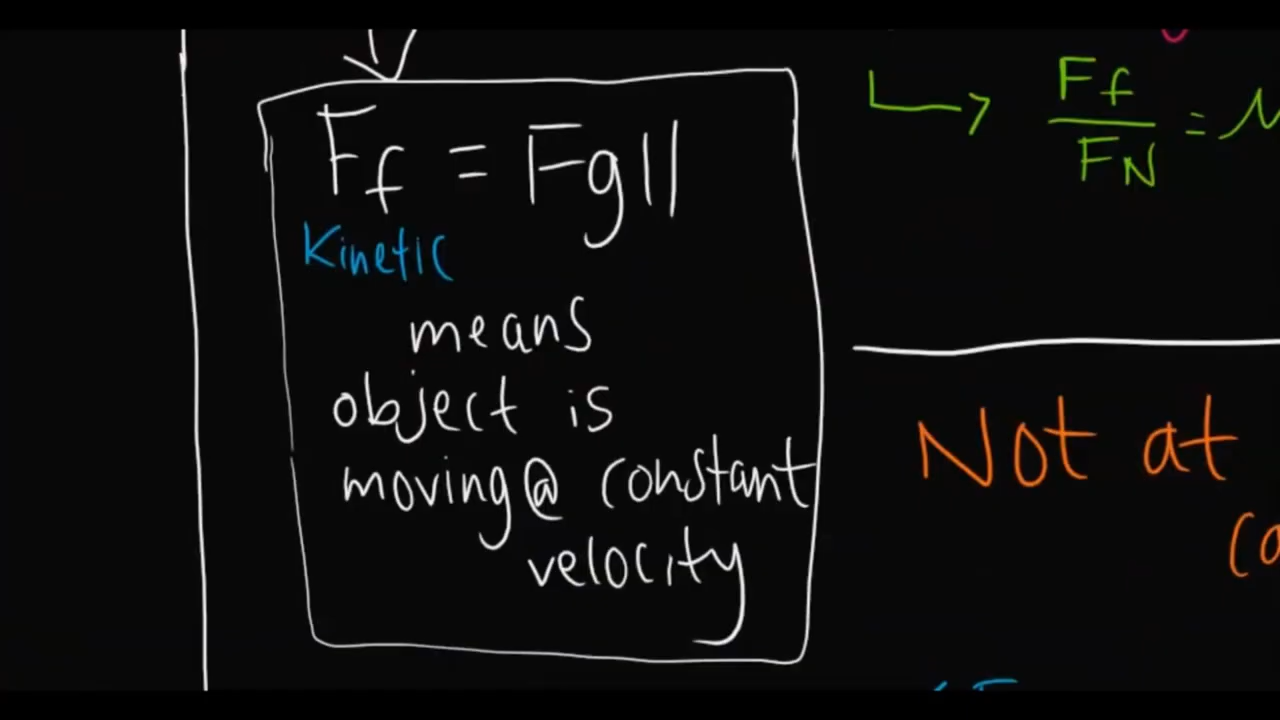 Ff = Fg||
Kinetic
means
object is
moving @ constant
velocity
Ff
FN
=
Not at